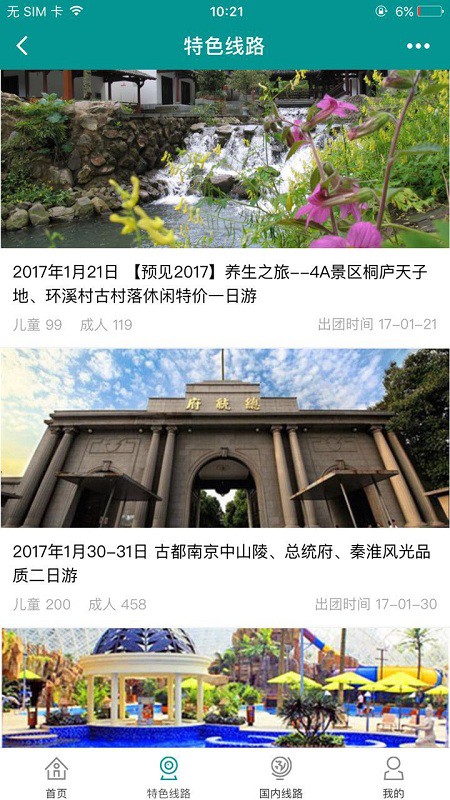 无 SIM 卡 10:21 6%
特色线路
2017年1月21日 【预见2017】养生之旅--4A景区桐庐天子
地、环溪村古村落休闲特价一日游
儿童 99 成人 119 出团时间 17-01-21
府統總
2017年1月30-31日 古都南京中山陵、总统府、秦淮风光品
质二日游
儿童 200 成人 458 出团时间 17-01-30
首页 特色线路 国内线路 我的